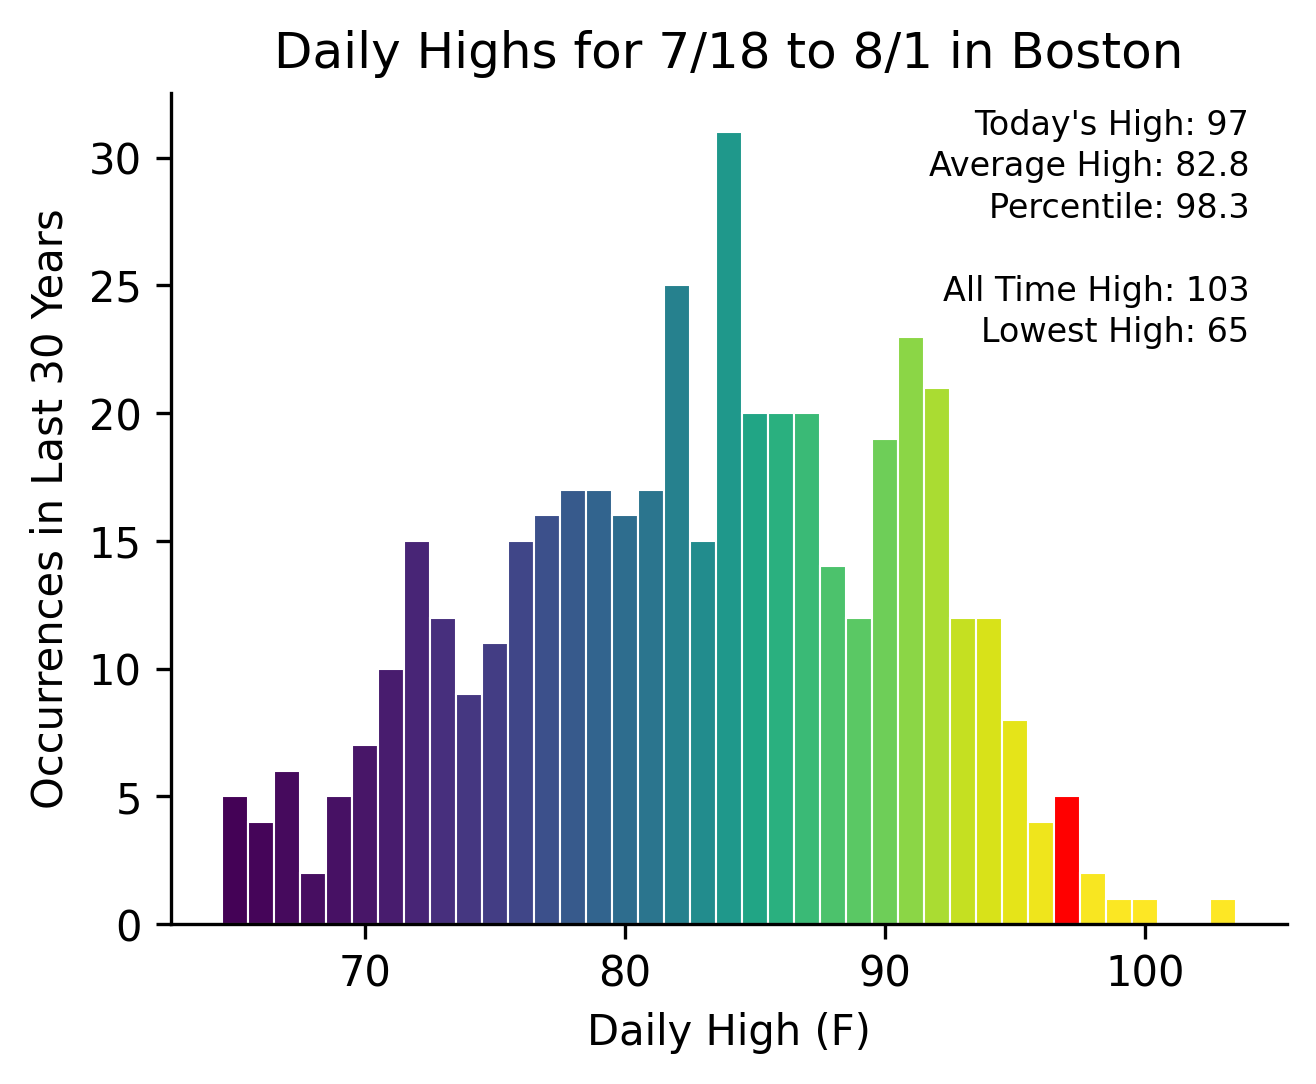 Daily Highs for 7/18 to 8/1 in Boston
Today's High: 97
Average High: 82.8
Percentile: 98.3
All Time High: 103
Lowest High: 65
Occurrences in Last 30 Years
30
25
20
15
10
5
0
70
80
90
100
Daily High (F)